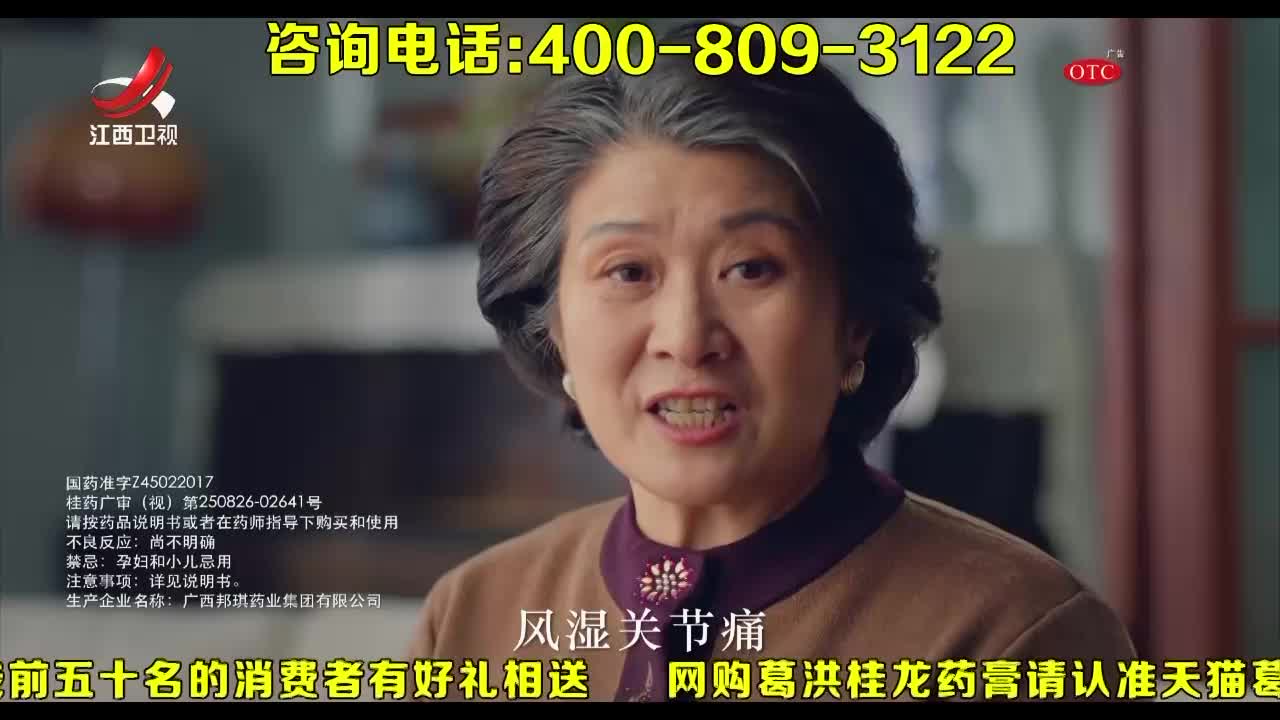 咨询电话:400-809-3122
广告
OTC
江西卫视
国药准字Z45022017
桂药广审（视）第250826-02641号
请按药品说明书或者在药师指导下购买和使用
不良反应：尚不明确
禁忌：孕妇和小儿忌用
注意事项：详见说明书。
生产企业名称：广西邦琪药业集团有限公司
风湿关节痛
前五十名的消费者有好礼相送 网购葛洪桂龙药膏请认准天猫葛